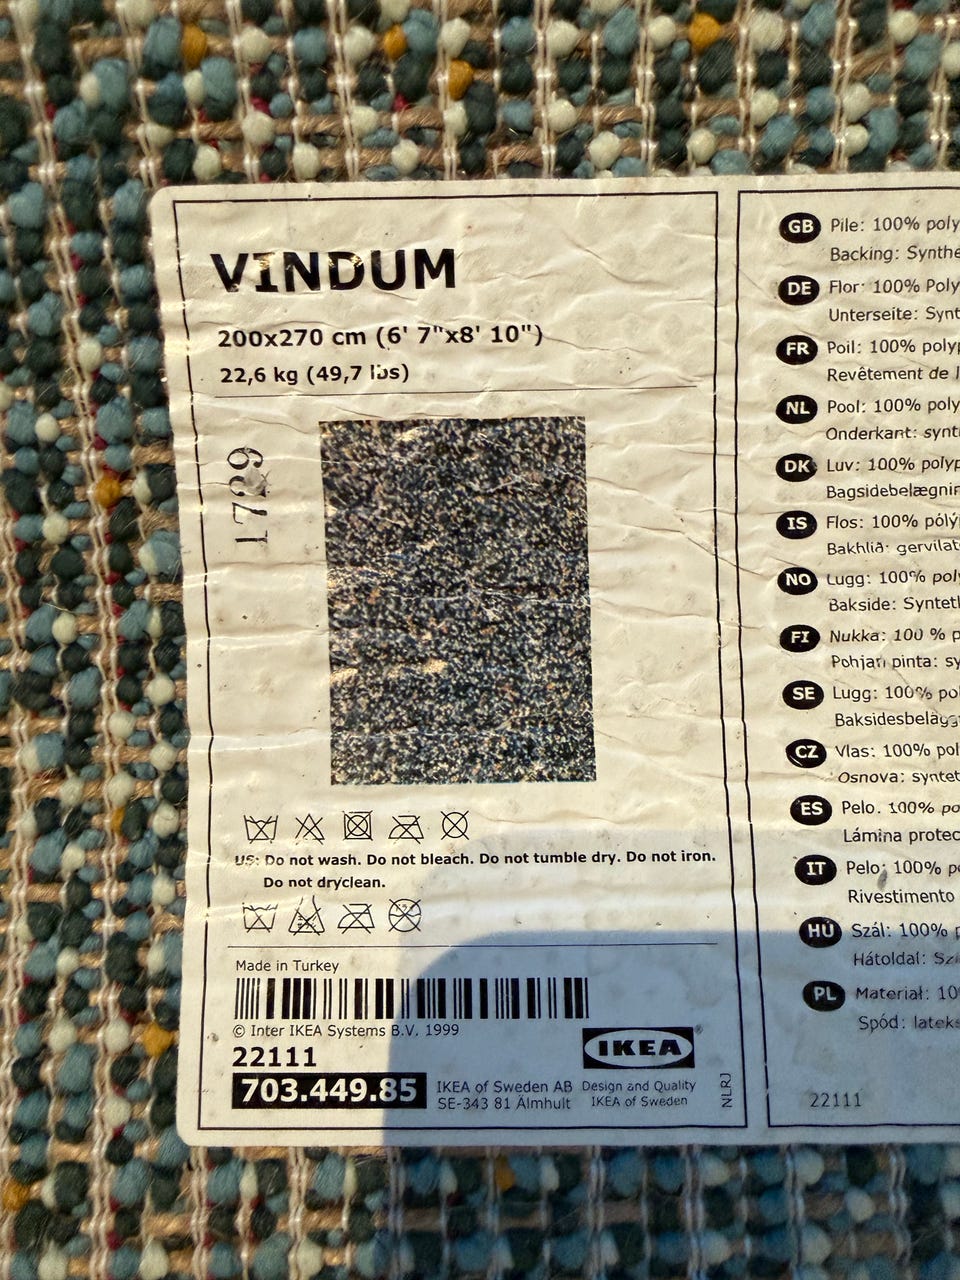 VINDUM
200x270 cm (6' 7"x8' 10")
22,6 kg (49,7 lbs)
1729
US: Do not wash. Do not bleach. Do not tumble dry. Do not iron.
Do not dryclean.
Made in Turkey
© Inter IKEA Systems B.V. 1999
22111
703.449.85
IKEA of Sweden AB
SE-343 81 Älmhult
IKEA
®
Design and Quality
IKEA of Sweden
NLRJ
GB Pile: 100% poly
Backing: Synthe
DE Flor: 100% Poly
Unterseite: Synt
FR Poil: 100% polyp
Revêtement de l
NL Pool: 100% poly
Onderkant: synt
DK Luv: 100% polyp
Bagsidebelægnin
IS Flos: 100% pólý
Bakhlið: gervilat
NO Lugg: 100% poly
Bakside: Syntet
FI Nukka: 100 % p
Pohjan pinta: sy
SE Lugg: 100% pol
Baksidesbelägg
CZ Vlas: 100% pol
Osnova: syntet
ES Pelo. 100% po
Lámina protec
IT Pelo: 100% po
Rivestimento
HU Szál: 100% p
Hátoldal: Szi
PL Materiał: 10
Spód: lateks
22111